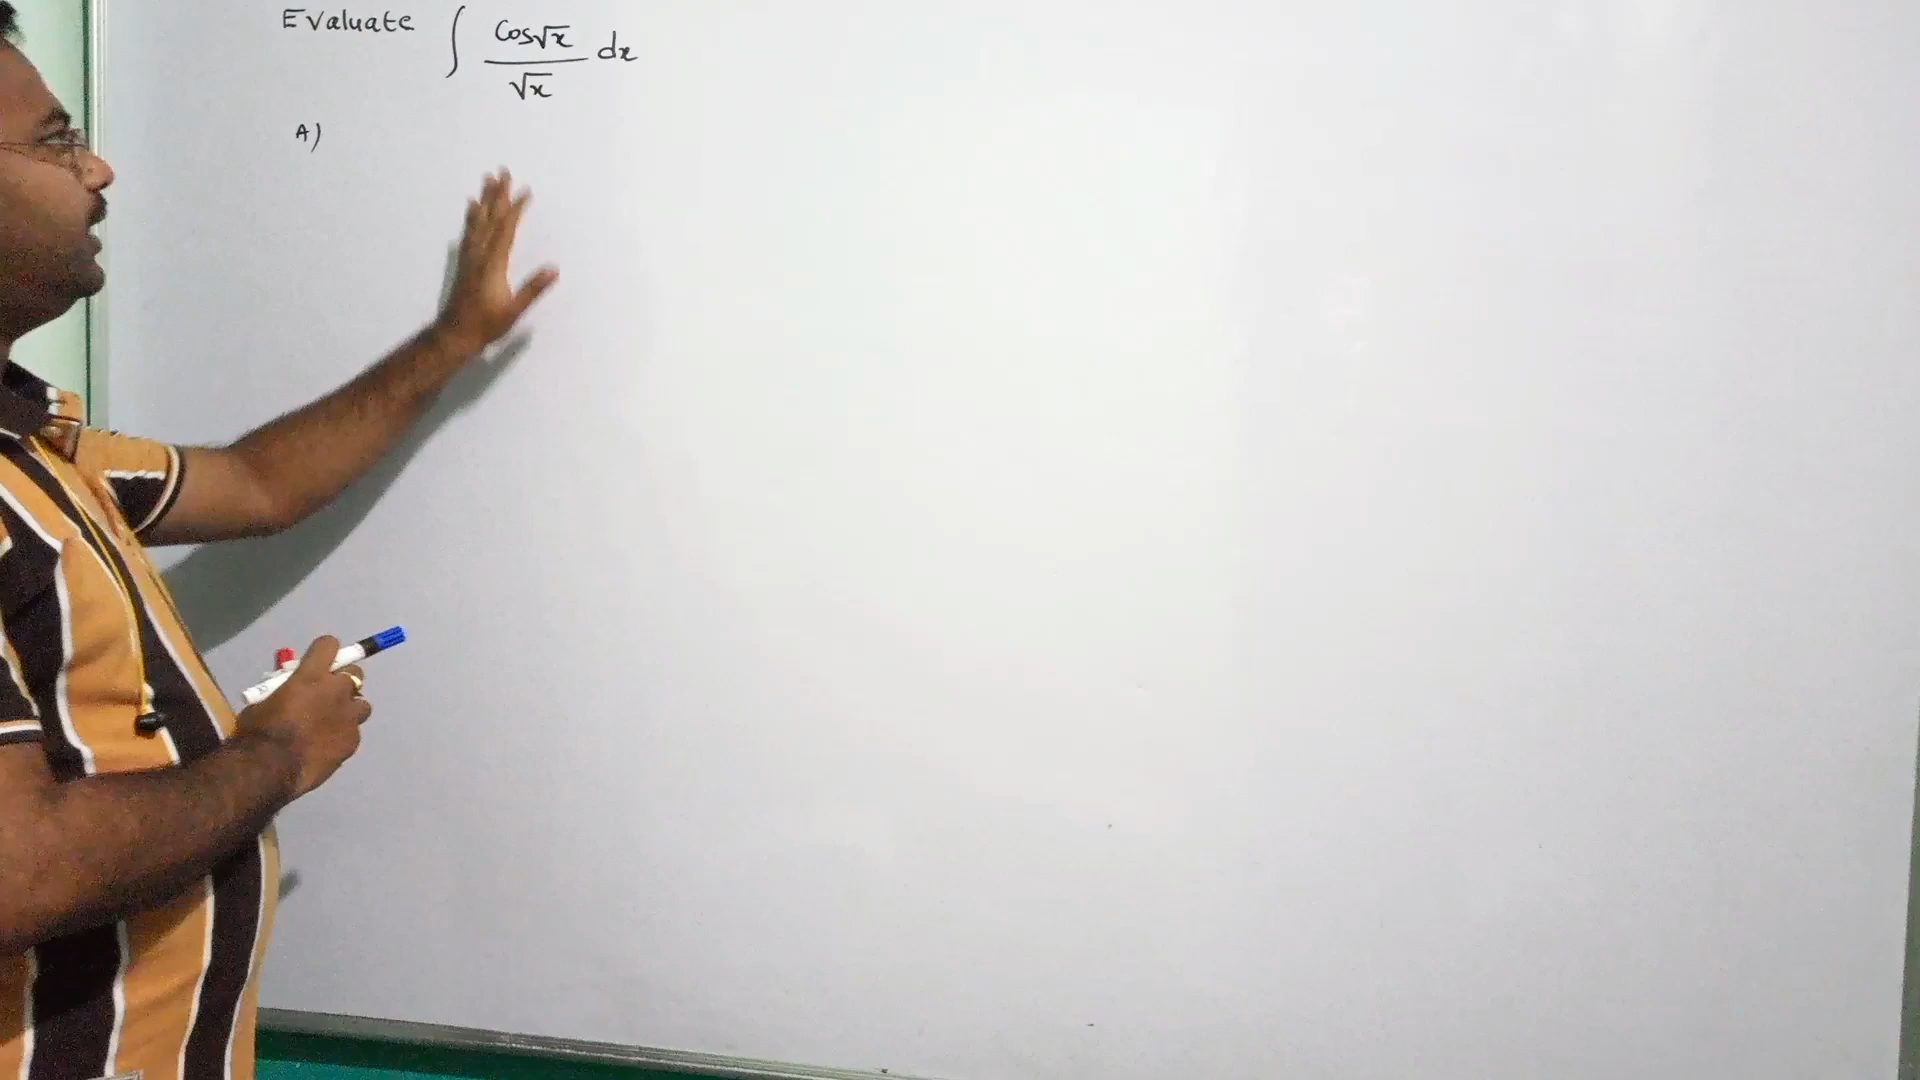 Evaluate ∫ cos√x / √x dx
A)